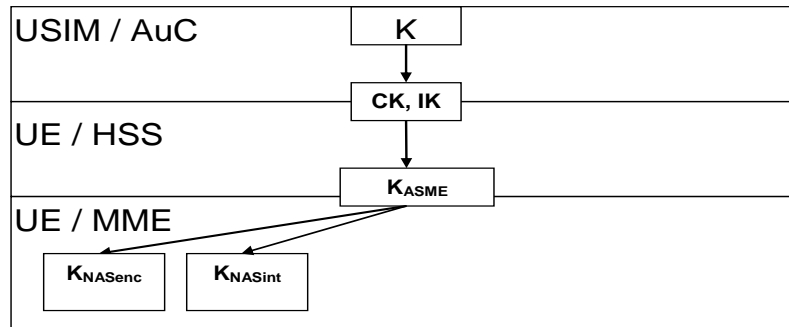 USIM / AuC
K
CK, IK
UE / HSS
KASME
UE / MME
KNASenc
KNASint